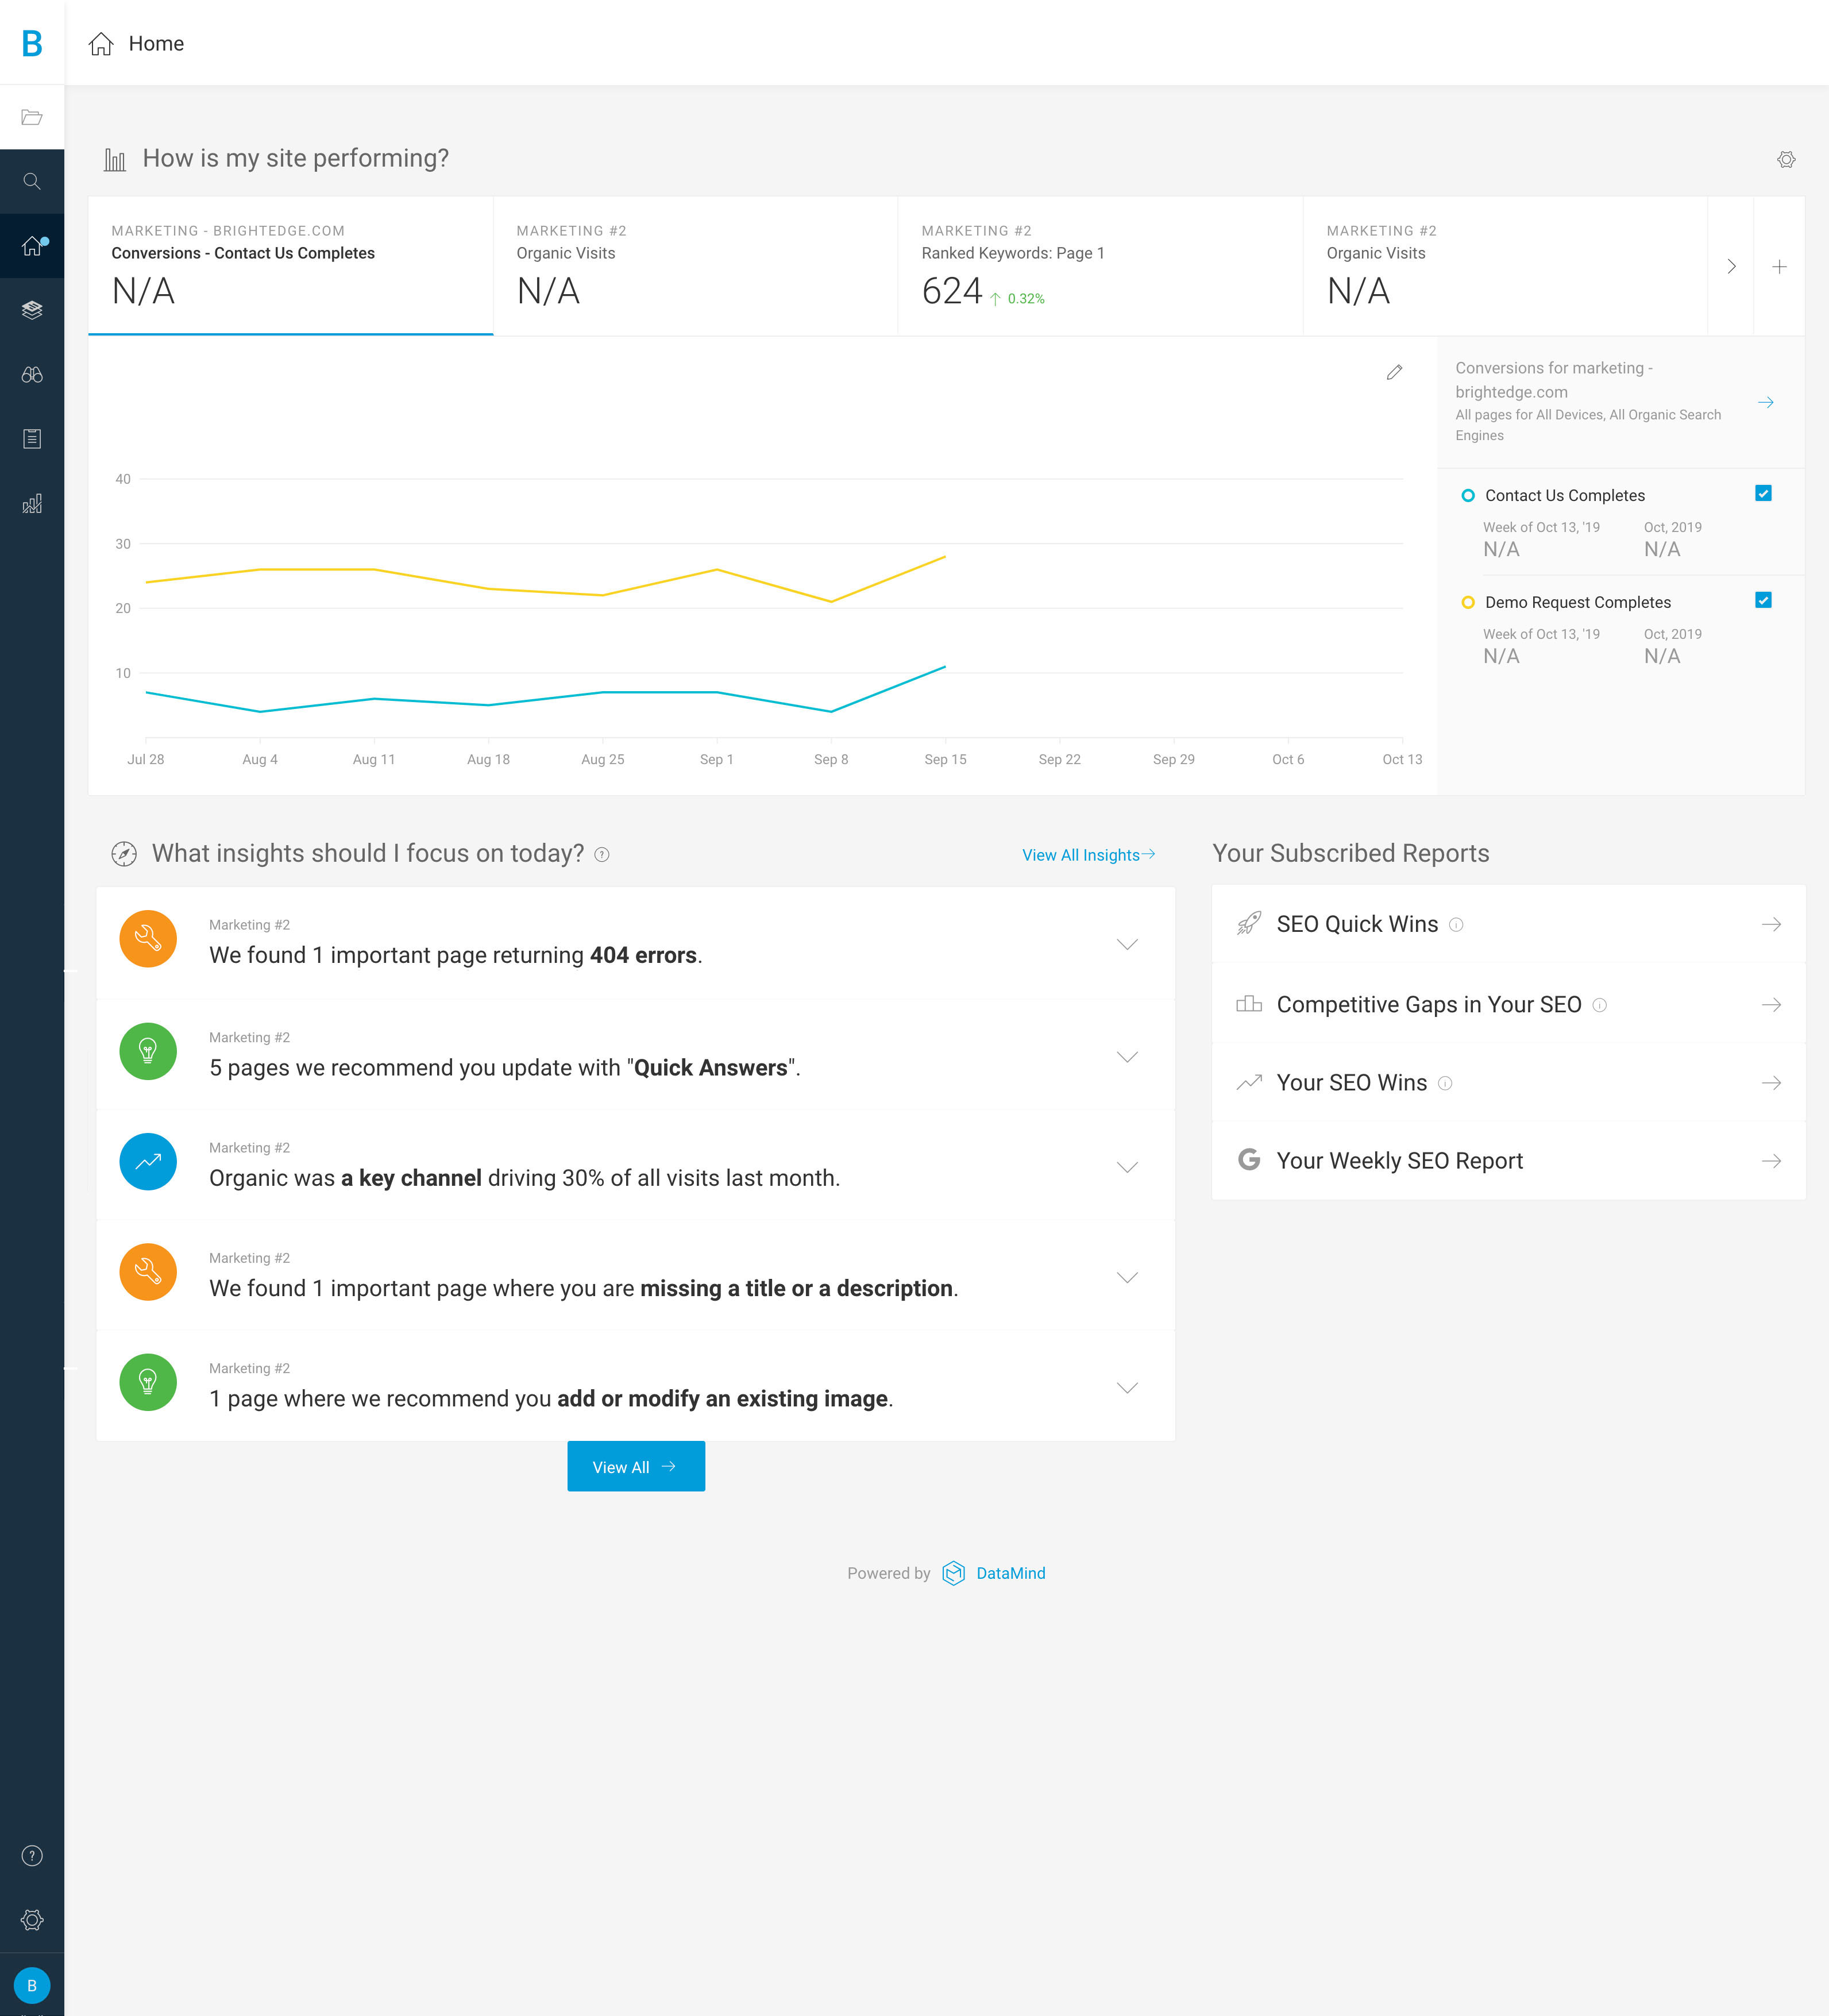 B
Home
How is my site performing?
MARKETING - BRIGHTEDGE.COM
Conversions - Contact Us Completes
N/A
MARKETING #2
Organic Visits
N/A
MARKETING #2
Ranked Keywords: Page 1
624 ↑ 0.32%
MARKETING #2
Organic Visits
N/A
40
30
20
10
Jul 28 Aug 4 Aug 11 Aug 18 Aug 25 Sep 1 Sep 8 Sep 15 Sep 22 Sep 29 Oct 6 Oct 13
Conversions for marketing -
brightedge.com
All pages for All Devices, All Organic Search
Engines
Contact Us Completes
Week of Oct 13, '19 Oct, 2019
N/A N/A
Demo Request Completes
Week of Oct 13, '19 Oct, 2019
N/A N/A
What insights should I focus on today? ?
View All Insights
Marketing #2
We found 1 important page returning 404 errors.
Marketing #2
5 pages we recommend you update with "Quick Answers".
Marketing #2
Organic was a key channel driving 30% of all visits last month.
Marketing #2
We found 1 important page where you are missing a title or a description.
Marketing #2
1 page where we recommend you add or modify an existing image.
View All
Your Subscribed Reports
SEO Quick Wins
Competitive Gaps in Your SEO
Your SEO Wins
G Your Weekly SEO Report
Powered by DataMind
?
B